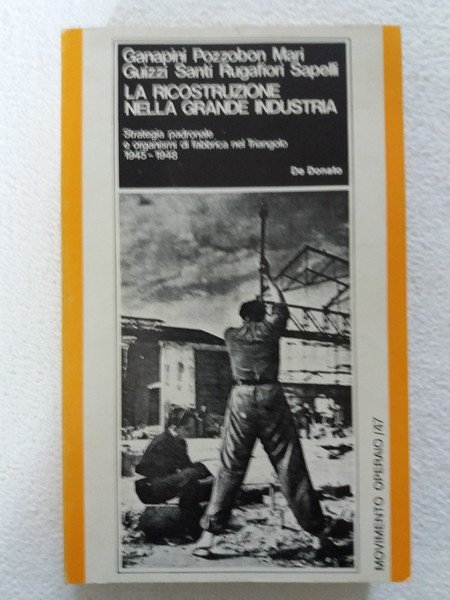 Ganapini Pozzobon Mari
Guizzi Santi Rugafiori Sapelli
LA RICOSTRUZIONE
NELLA GRANDE INDUSTRIA
Strategia padronale
e organismi di fabbrica nel Triangolo
1945-1948
De Donato
MOVIMENTO OPERAIO/47